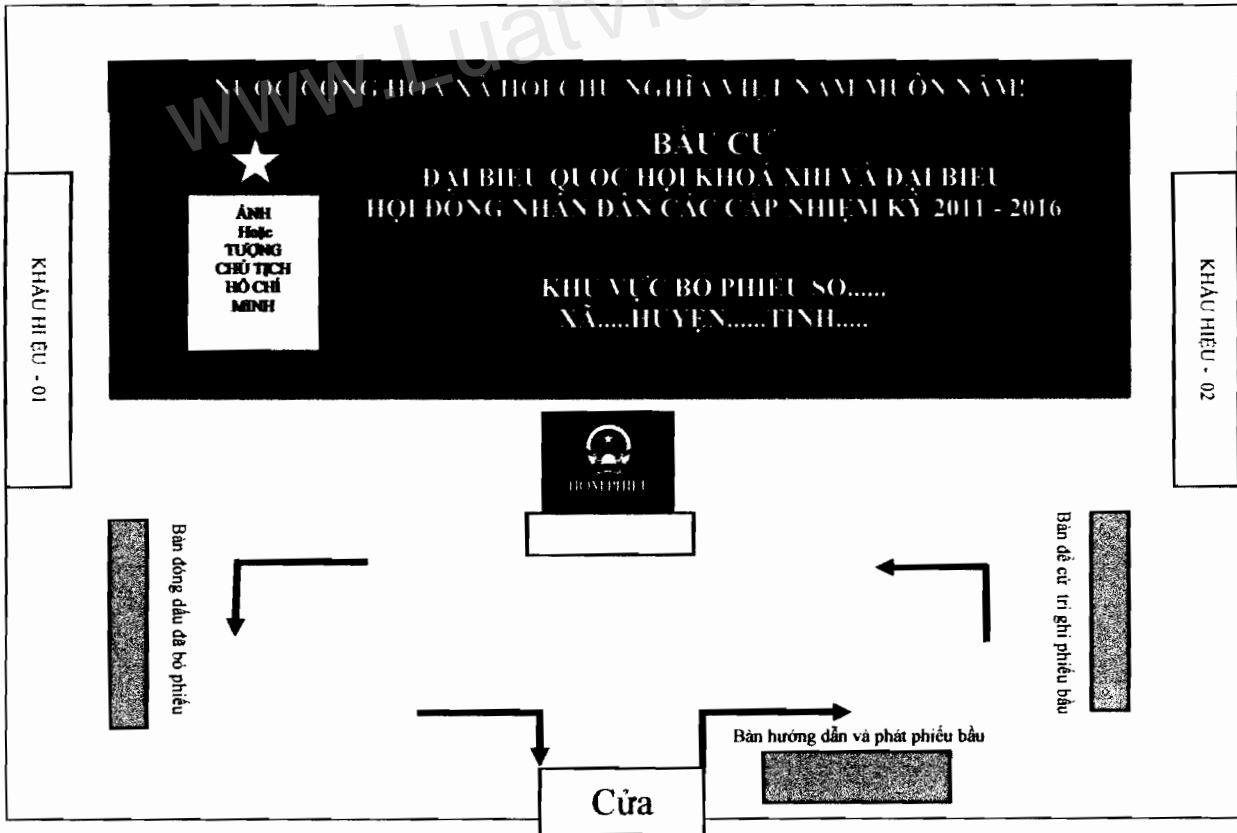 www.LuatVie
NƯỚC CỘNG HOÀ XÃ HỘI CHỦ NGHĨA VIỆT NAM MUÔN NĂM!
BẦU CỬ
ĐẠI BIỂU QUỐC HỘI KHOÁ XIII VÀ ĐẠI BIỂU
HỘI ĐỒNG NHÂN DÂN CÁC CẤP NHIỆM KỲ 2011 - 2016
ẢNH
Hoặc
TƯỢNG
CHỦ TỊCH
HỒ CHÍ
MINH
KHU VỰC BỎ PHIẾU SỐ......
XÃ.....HUYỆN......TỈNH.....
KHẨU HIỆU - 01
KHẨU HIỆU - 02
HÒM PHIẾU
Bàn đóng dấu đã bỏ phiếu
Bàn để cử tri ghi phiếu bầu
Bàn hướng dẫn và phát phiếu bầu
Cửa